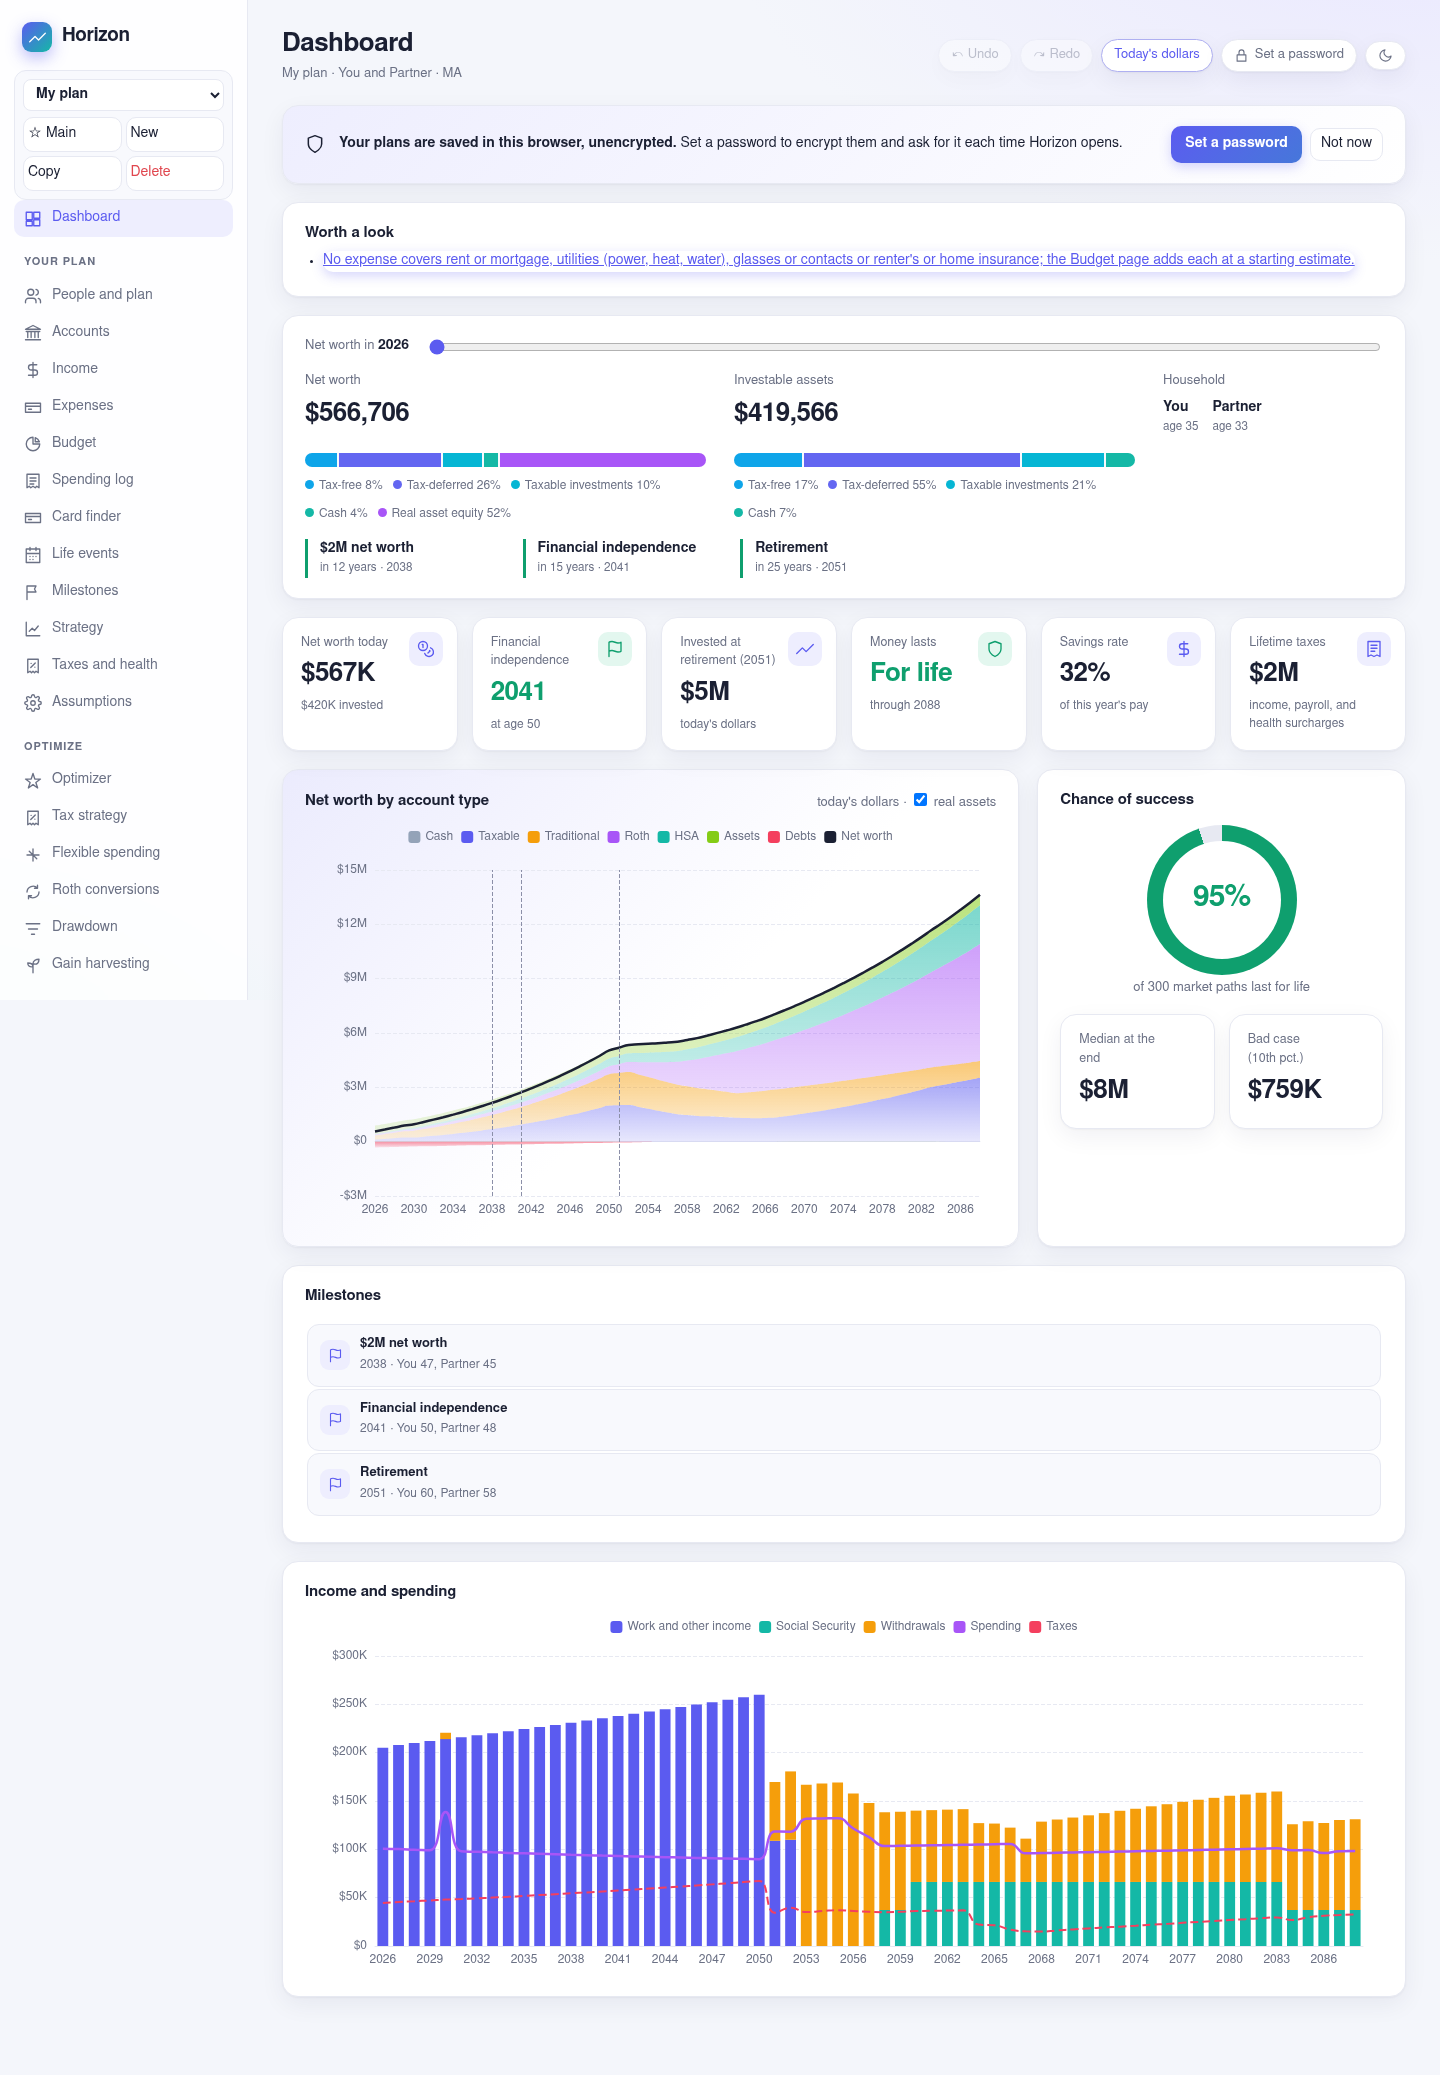 Horizon
My plan
☆ Main
New
Copy
Delete
Dashboard
YOUR PLAN
People and plan
Accounts
Income
Expenses
Budget
Spending log
Card finder
Life events
Milestones
Strategy
Taxes and health
Assumptions
OPTIMIZE
Optimizer
Tax strategy
Flexible spending
Roth conversions
Drawdown
Gain harvesting
Dashboard
My plan · You and Partner · MA
Undo
Redo
Today's dollars
Set a password
Your plans are saved in this browser, unencrypted. Set a password to encrypt them and ask for it each time Horizon opens.
Set a password
Not now
Worth a look
• No expense covers rent or mortgage, utilities (power, heat, water), glasses or contacts or renter's or home insurance; the Budget page adds each at a starting estimate.
Net worth in 2026
Net worth
$566,706
Tax-free 8% Tax-deferred 26% Taxable investments 10%
Cash 4% Real asset equity 52%
Investable assets
$419,566
Tax-free 17% Tax-deferred 55% Taxable investments 21%
Cash 7%
Household
You Partner
age 35 age 33
$2M net worth
in 12 years · 2038
Financial independence
in 15 years · 2041
Retirement
in 25 years · 2051
Net worth today
$567K
$420K invested
Financial
independence
2041
at age 50
Invested at
retirement (2051)
$5M
today's dollars
Money lasts
For life
through 2088
Savings rate
32%
of this year's pay
Lifetime taxes
$2M
income, payroll, and
health surcharges
Net worth by account type
today's dollars · real assets
Cash Taxable Traditional Roth HSA Assets Debts Net worth
$15M
$12M
$9M
$6M
$3M
$0
-$3M
2026 2030 2034 2038 2042 2046 2050 2054 2058 2062 2066 2070 2074 2078 2082 2086
Chance of success
95%
of 300 market paths last for life
Median at the
end
$8M
Bad case
(10th pct.)
$759K
Milestones
$2M net worth
2038 · You 47, Partner 45
Financial independence
2041 · You 50, Partner 48
Retirement
2051 · You 60, Partner 58
Income and spending
Work and other income Social Security Withdrawals Spending Taxes
$300K
$250K
$200K
$150K
$100K
$50K
$0
2026 2029 2032 2035 2038 2041 2044 2047 2050 2053 2056 2059 2062 2065 2068 2071 2074 2077 2080 2083 2086